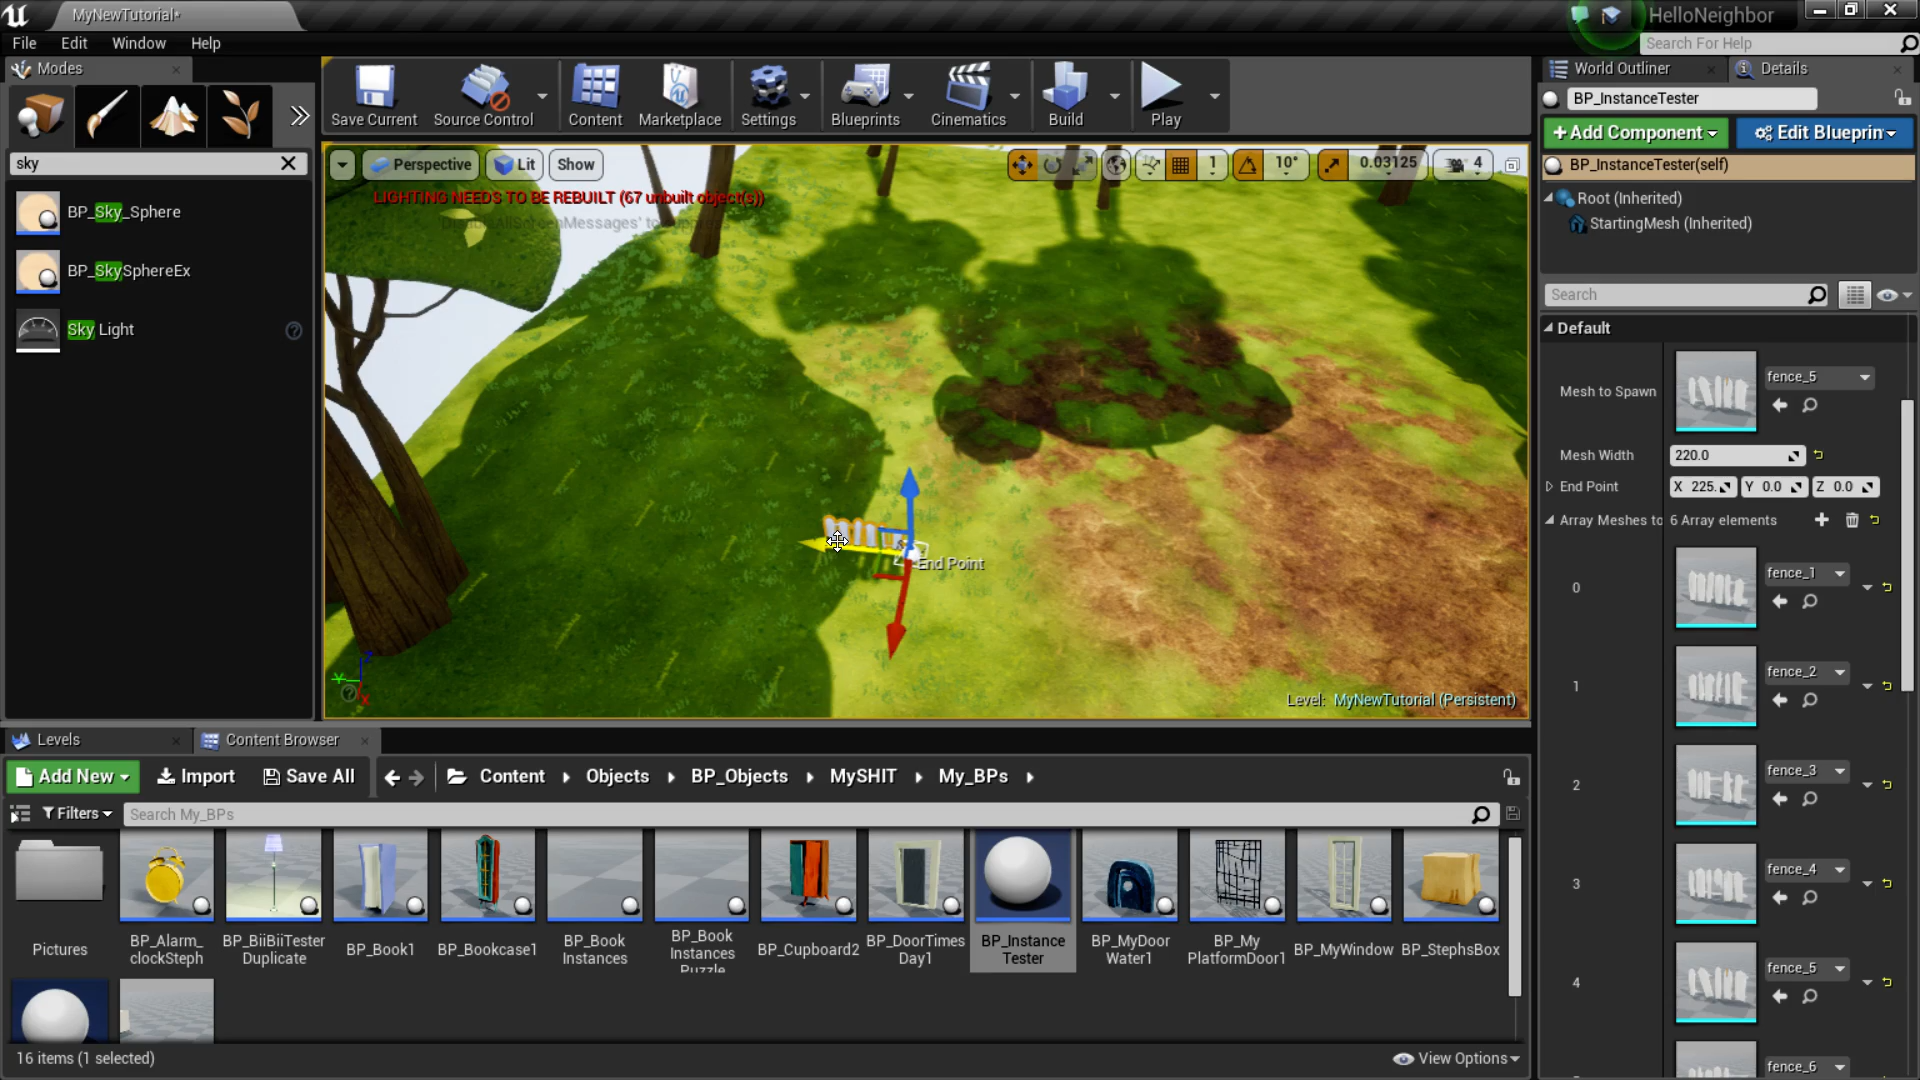 MyNewTutorial*
HelloNeighbor
File Edit Window Help
Search For Help
Modes
World Outliner
Details
Save Current
Source Control
Content
Marketplace
Settings
Blueprints
Cinematics
Build
Play
BP_InstanceTester
+ Add Component
Edit Blueprin
sky
BP_Sky_Sphere
BP_SkySphereEx
Sky Light
Perspective
Lit
Show
1
10°
0.03125
4
LIGHTING NEEDS TO BE REBUILT (67 unbuilt object(s))
'DisableAllScreenMessages' to suppress
End Point
Level: MyNewTutorial (Persistent)
BP_InstanceTester(self)
Root (Inherited)
StartingMesh (Inherited)
Search
Default
Mesh to Spawn
fence_5
Mesh Width
220.0
End Point
X 225. Y 0.0 Z 0.0
Array Meshes to
6 Array elements
0
fence_1
1
fence_2
2
fence_3
3
fence_4
4
fence_5
fence_6
Levels
Content Browser
Add New
Import
Save All
Content
Objects
BP_Objects
MySHIT
My_BPs
Filters
Search My_BPs
Pictures
BP_Alarm_
clockSteph
BP_BiiBiiTester
Duplicate
BP_Book1
BP_Bookcase1
BP_Book
Instances
BP_Book
Instances
Puzzle
BP_Cupboard2
BP_DoorTimes
Day1
BP_Instance
Tester
BP_MyDoor
Water1
BP_My
PlatformDoor1
BP_MyWindow
BP_StephsBox
16 items (1 selected)
View Options